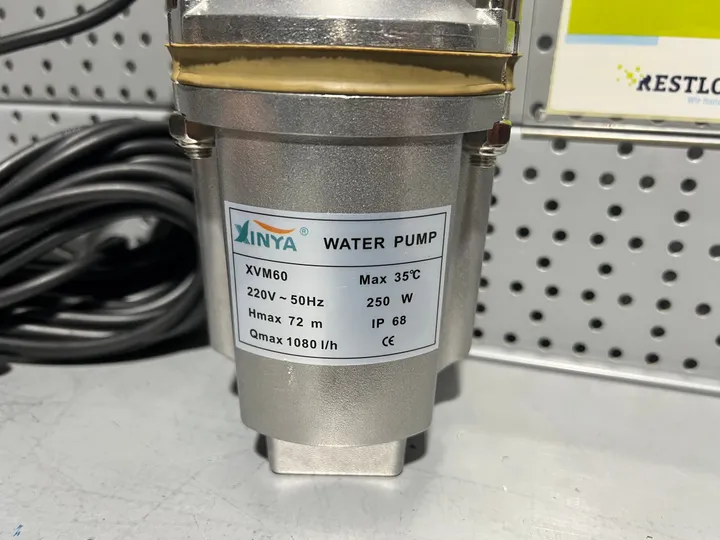 RESTLO
XINYA® WATER PUMP
XVM60 Max 35℃
220V ~ 50Hz 250 W
Hmax 72 m IP 68
Qmax 1080 l/h CE